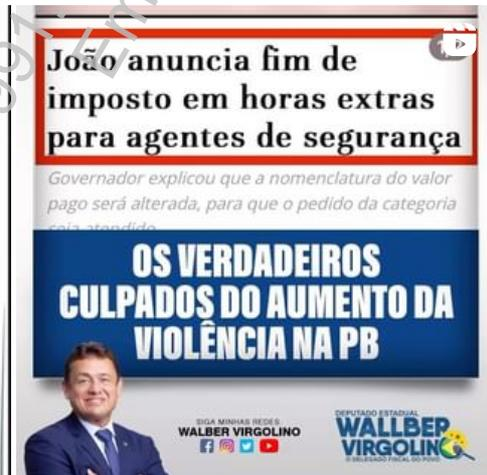 João anuncia fim de
imposto em horas extras
para agentes de segurança
Governador explicou que a nomenclatura do valor
pago será alterada, para que o pedido da categoria
seja atendido
OS VERDADEIROS
CULPADOS DO AUMENTO DA
VIOLÊNCIA NA PB
SIGA MINHAS REDES
WALBER VIRGOLINO
DEPUTADO ESTADUAL
WALLBER
VIRGOLINO
O DELEGADO FISCAL DO POVO